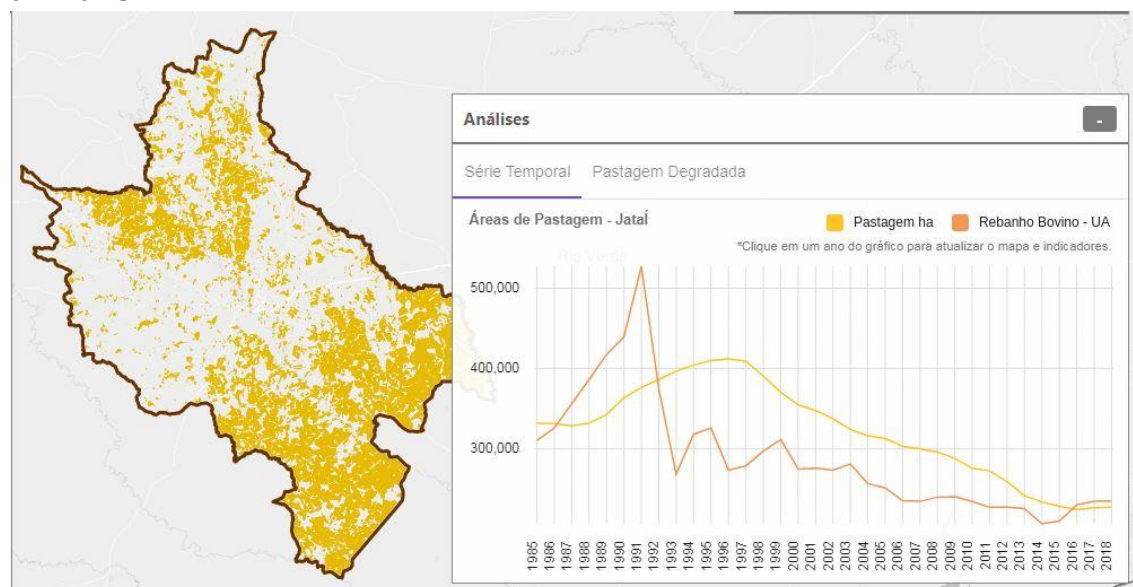 Análises
-
Série Temporal Pastagem Degradada
Áreas de Pastagem - JataÍ
Pastagem ha Rebanho Bovino - UA
*Clique em um ano do gráfico para atualizar o mapa e indicadores.
Rio Verde
500,000
400,000
300,000
1985 1986 1987 1988 1989 1990 1991 1992 1993 1994 1995 1996 1997 1998 1999 2000 2001 2002 2003 2004 2005 2006 2007 2008 2009 2010 2011 2012 2013 2014 2015 2016 2017 2018